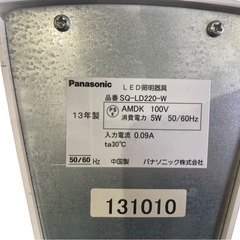 Panasonic LED照明器具
品番 SQ-LD220-W
13年製
PSE AMDK 100V
消費電力 5W 50/60Hz
入力電流 0.09A
ta30℃
50/60 Hz 中国製 パナソニック株式会社
131010